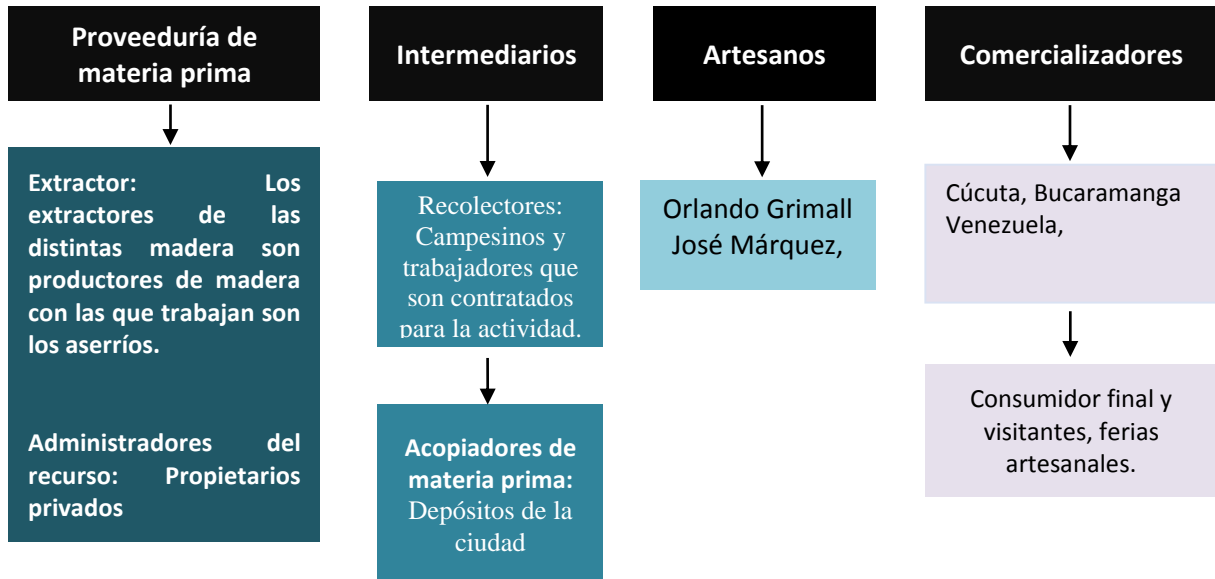 Proveeduría de
materia prima
Intermediarios
Artesanos
Comercializadores
Extractor: Los
extractores de las
distintas madera son
productores de madera
con las que trabajan son
los aserríos.
Administradores del
recurso: Propietarios
privados
Recolectores:
Campesinos y
trabajadores que
son contratados
para la actividad.
Acopiadores de
materia prima:
Depósitos de la
ciudad
Orlando Grimall
José Márquez,
Cúcuta, Bucaramanga
Venezuela,
Consumidor final y
visitantes, ferias
artesanales.